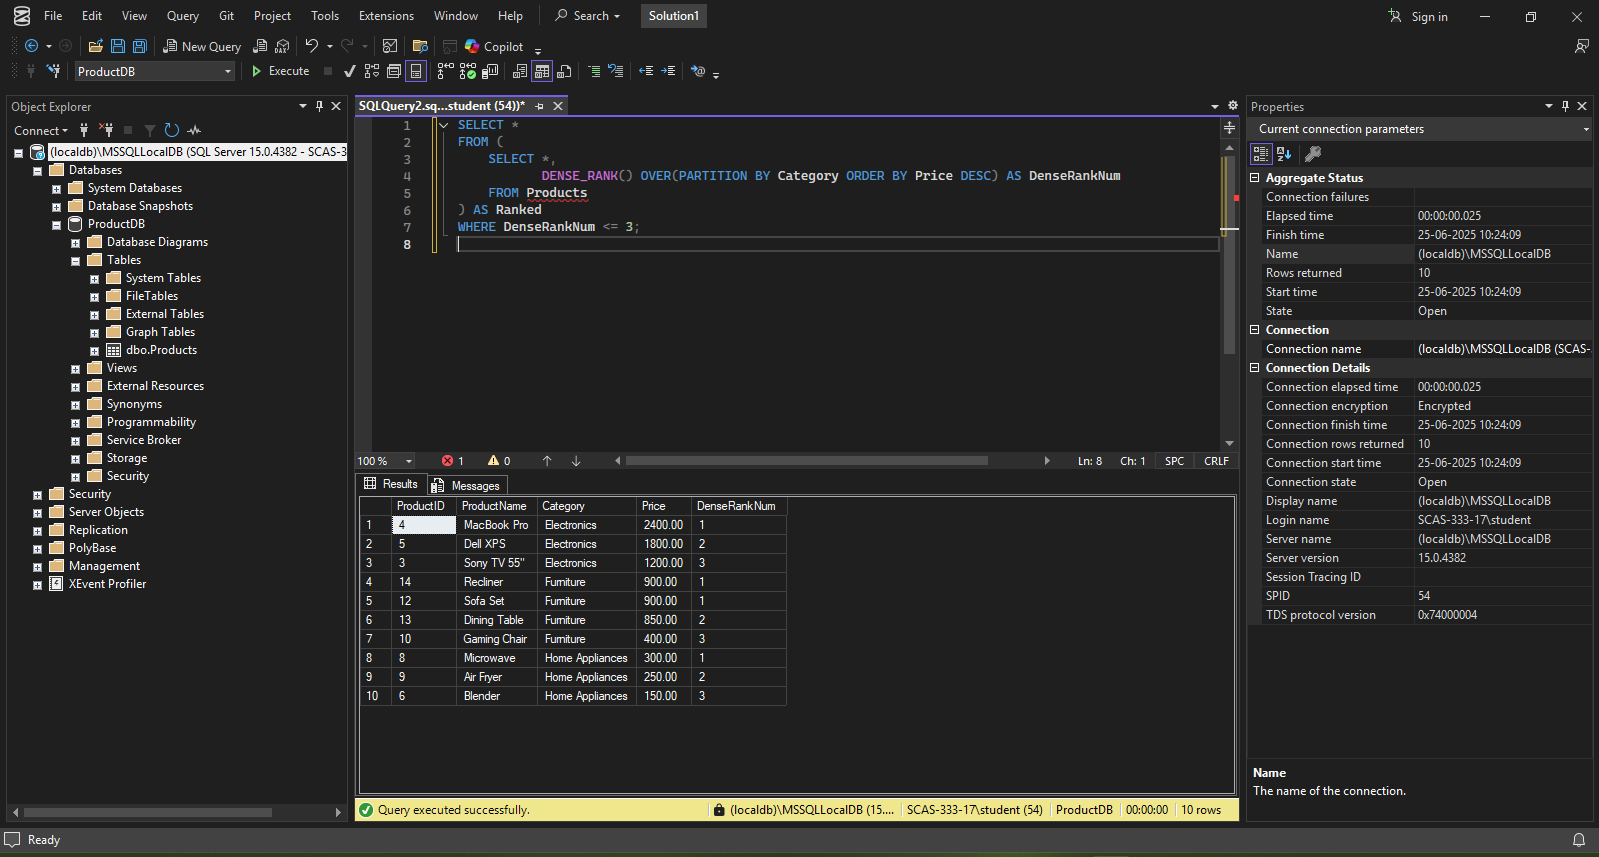 File Edit View Query Git Project Tools Extensions Window Help Search Solution1 Sign in
New Query DAX Copilot
ProductDB Execute
Object Explorer
Connect
(localdb)\MSSQLLocalDB (SQL Server 15.0.4382 - SCAS-3
Databases
System Databases
Database Snapshots
ProductDB
Database Diagrams
Tables
System Tables
FileTables
External Tables
Graph Tables
dbo.Products
Views
External Resources
Synonyms
Programmability
Service Broker
Storage
Security
Security
Server Objects
Replication
PolyBase
Management
XEvent Profiler
SQLQuery2.sq...student (54))*
1 SELECT *
2 FROM (
3 SELECT *,
4 DENSE_RANK() OVER(PARTITION BY Category ORDER BY Price DESC) AS DenseRankNum
5 FROM Products
6 ) AS Ranked
7 WHERE DenseRankNum <= 3;
8
100 % 1 0 Ln: 8 Ch: 1 SPC CRLF
Results Messages
ProductID ProductName Category Price DenseRankNum
1 4 MacBook Pro Electronics 2400.00 1
2 5 Dell XPS Electronics 1800.00 2
3 3 Sony TV 55" Electronics 1200.00 3
4 14 Recliner Furniture 900.00 1
5 12 Sofa Set Furniture 900.00 1
6 13 Dining Table Furniture 850.00 2
7 10 Gaming Chair Furniture 400.00 3
8 8 Microwave Home Appliances 300.00 1
9 9 Air Fryer Home Appliances 250.00 2
10 6 Blender Home Appliances 150.00 3
Query executed successfully. (localdb)\MSSQLLocalDB (15.... SCAS-333-17\student (54) ProductDB 00:00:00 10 rows
Properties
Current connection parameters
Aggregate Status
Connection failures
Elapsed time 00:00:00.025
Finish time 25-06-2025 10:24:09
Name (localdb)\MSSQLLocalDB
Rows returned 10
Start time 25-06-2025 10:24:09
State Open
Connection
Connection name (localdb)\MSSQLLocalDB (SCAS-
Connection Details
Connection elapsed time 00:00:00.025
Connection encryption Encrypted
Connection finish time 25-06-2025 10:24:09
Connection rows returned 10
Connection start time 25-06-2025 10:24:09
Connection state Open
Display name (localdb)\MSSQLLocalDB
Login name SCAS-333-17\student
Server name (localdb)\MSSQLLocalDB
Server version 15.0.4382
Session Tracing ID
SPID 54
TDS protocol version 0x74000004
Name
The name of the connection.
Ready